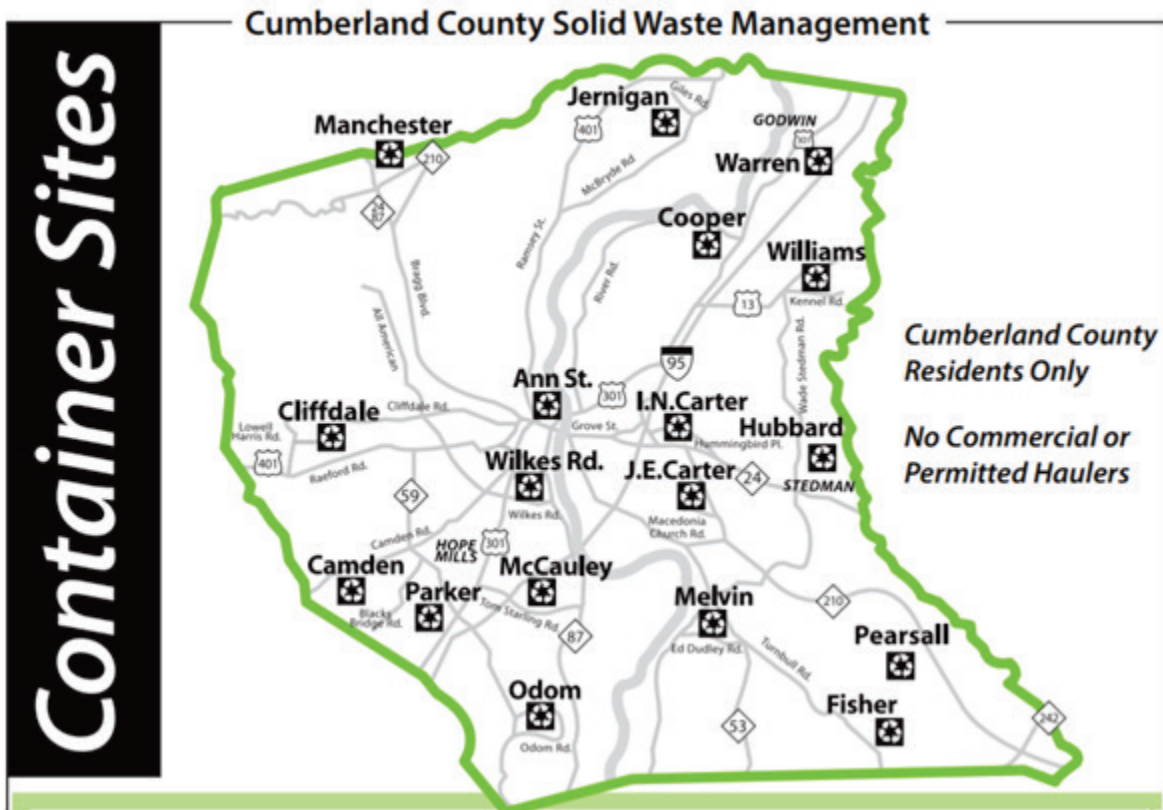 Cumberland County Solid Waste Management
Container Sites
Jernigan
Giles Rd.
401
GODWIN
Manchester
301
210
Warren
McBryde Rd.
24
87
Cooper
Ramsey St.
Williams
River Rd.
Bragg Blvd.
13
Kennel Rd.
All American
Wade Stedman Rd.
Cumberland County
Residents Only
95
Ann St.
301
I.N.Carter
Cliffdale
Cliffdale Rd.
Grove St.
Hubbard
Lowell
Harris Rd.
Hummingbird Pl.
No Commercial or
Permitted Haulers
401
Raeford Rd.
Wilkes Rd.
J.E.Carter
24
STEDMAN
59
Wilkes Rd.
Macedonia
Church Rd.
Camden Rd.
HOPE
MILLS
301
Camden
McCauley
Parker
Melvin
210
Blacks
Bridge Rd.
Tom Starling Rd.
87
Ed Dudley Rd.
Turnbull Rd.
Pearsall
Odom
Fisher
53
242
Odom Rd.